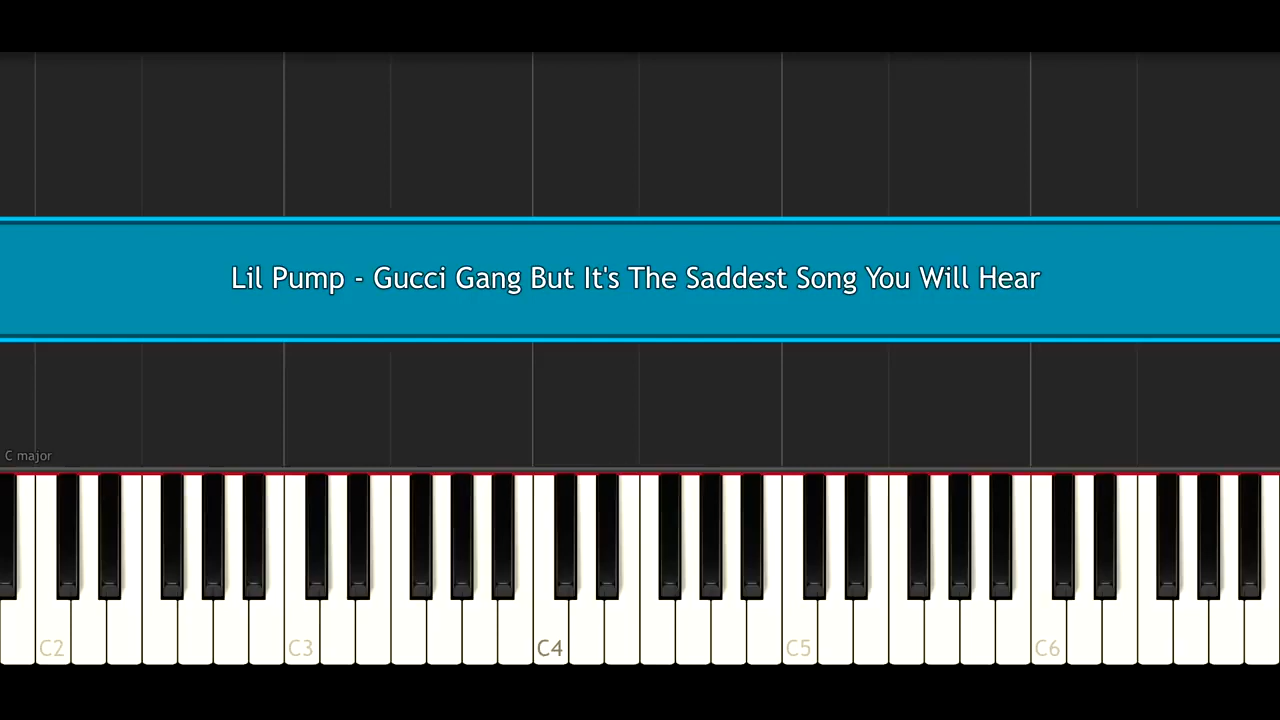 Lil Pump - Gucci Gang But It's The Saddest Song You Will Hear
C major
C2 C3 C4 C5 C6